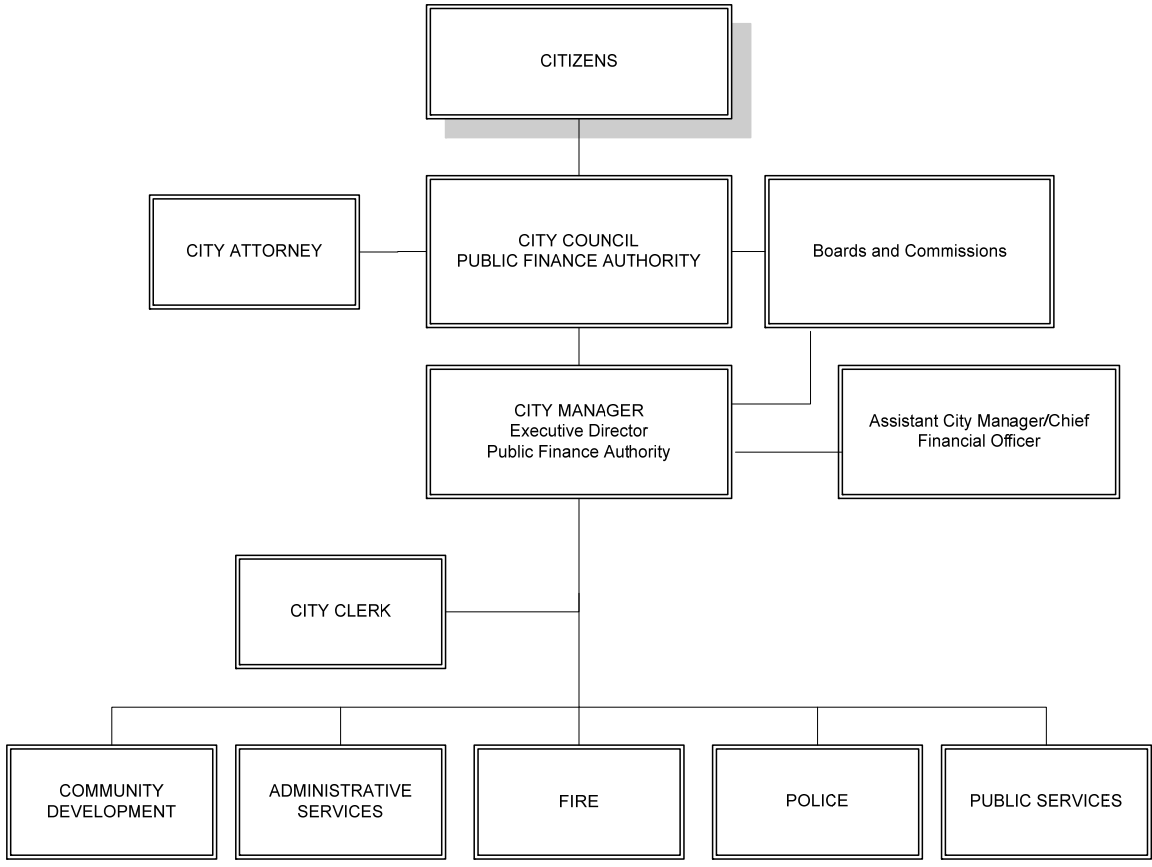 CITIZENS
CITY ATTORNEY
CITY COUNCIL
PUBLIC FINANCE AUTHORITY
Boards and Commissions
CITY MANAGER
Executive Director
Public Finance Authority
Assistant City Manager/Chief
Financial Officer
CITY CLERK
COMMUNITY
DEVELOPMENT
ADMINISTRATIVE
SERVICES
FIRE
POLICE
PUBLIC SERVICES